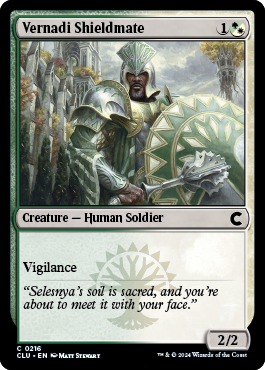 Vernadi Shieldmate 1
Creature — Human Soldier
Vigilance
“Selesnya's soil is sacred, and you're
about to meet it with your face.”
2/2
C 0216
CLU • EN Matt Stewart
™ & © 2024 Wizards of the Coast